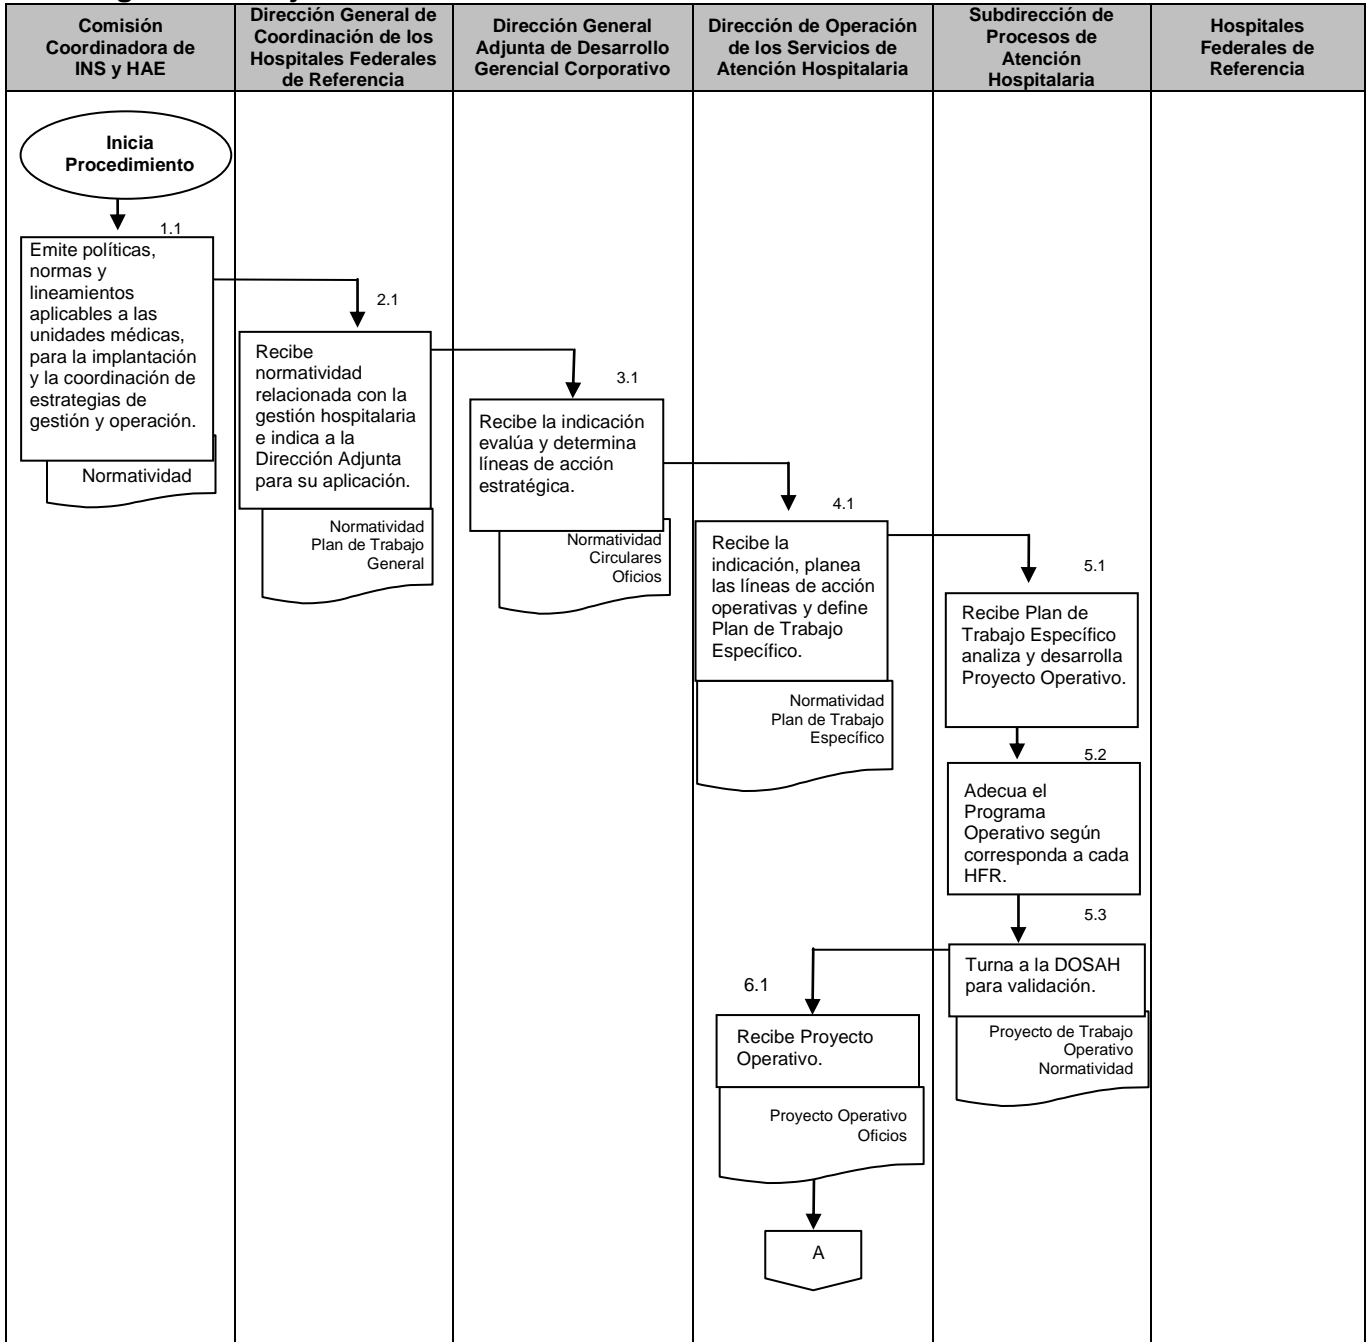 Comisión
Coordinadora de
INS y HAE
Dirección General de
Coordinación de los
Hospitales Federales
de Referencia
Dirección General
Adjunta de Desarrollo
Gerencial Corporativo
Dirección de Operación
de los Servicios de
Atención Hospitalaria
Subdirección de
Procesos de
Atención
Hospitalaria
Hospitales
Federales de
Referencia
Inicia
Procedimiento
1.1
Emite políticas,
normas y
lineamientos
aplicables a las
unidades médicas,
para la implantación
y la coordinación de
estrategias de
gestión y operación.
Normatividad
2.1
Recibe
normatividad
relacionada con la
gestión hospitalaria
e indica a la
Dirección Adjunta
para su aplicación.
Normatividad
Plan de Trabajo
General
3.1
Recibe la indicación
evalúa y determina
líneas de acción
estratégica.
Normatividad
Circulares
Oficios
4.1
Recibe la
indicación, planea
las líneas de acción
operativas y define
Plan de Trabajo
Específico.
Normatividad
Plan de Trabajo
Específico
5.1
Recibe Plan de
Trabajo Específico
analiza y desarrolla
Proyecto Operativo.
5.2
Adecua el
Programa
Operativo según
corresponda a cada
HFR.
5.3
Turna a la DOSAH
para validación.
Proyecto de Trabajo
Operativo
Normatividad
6.1
Recibe Proyecto
Operativo.
Proyecto Operativo
Oficios
A